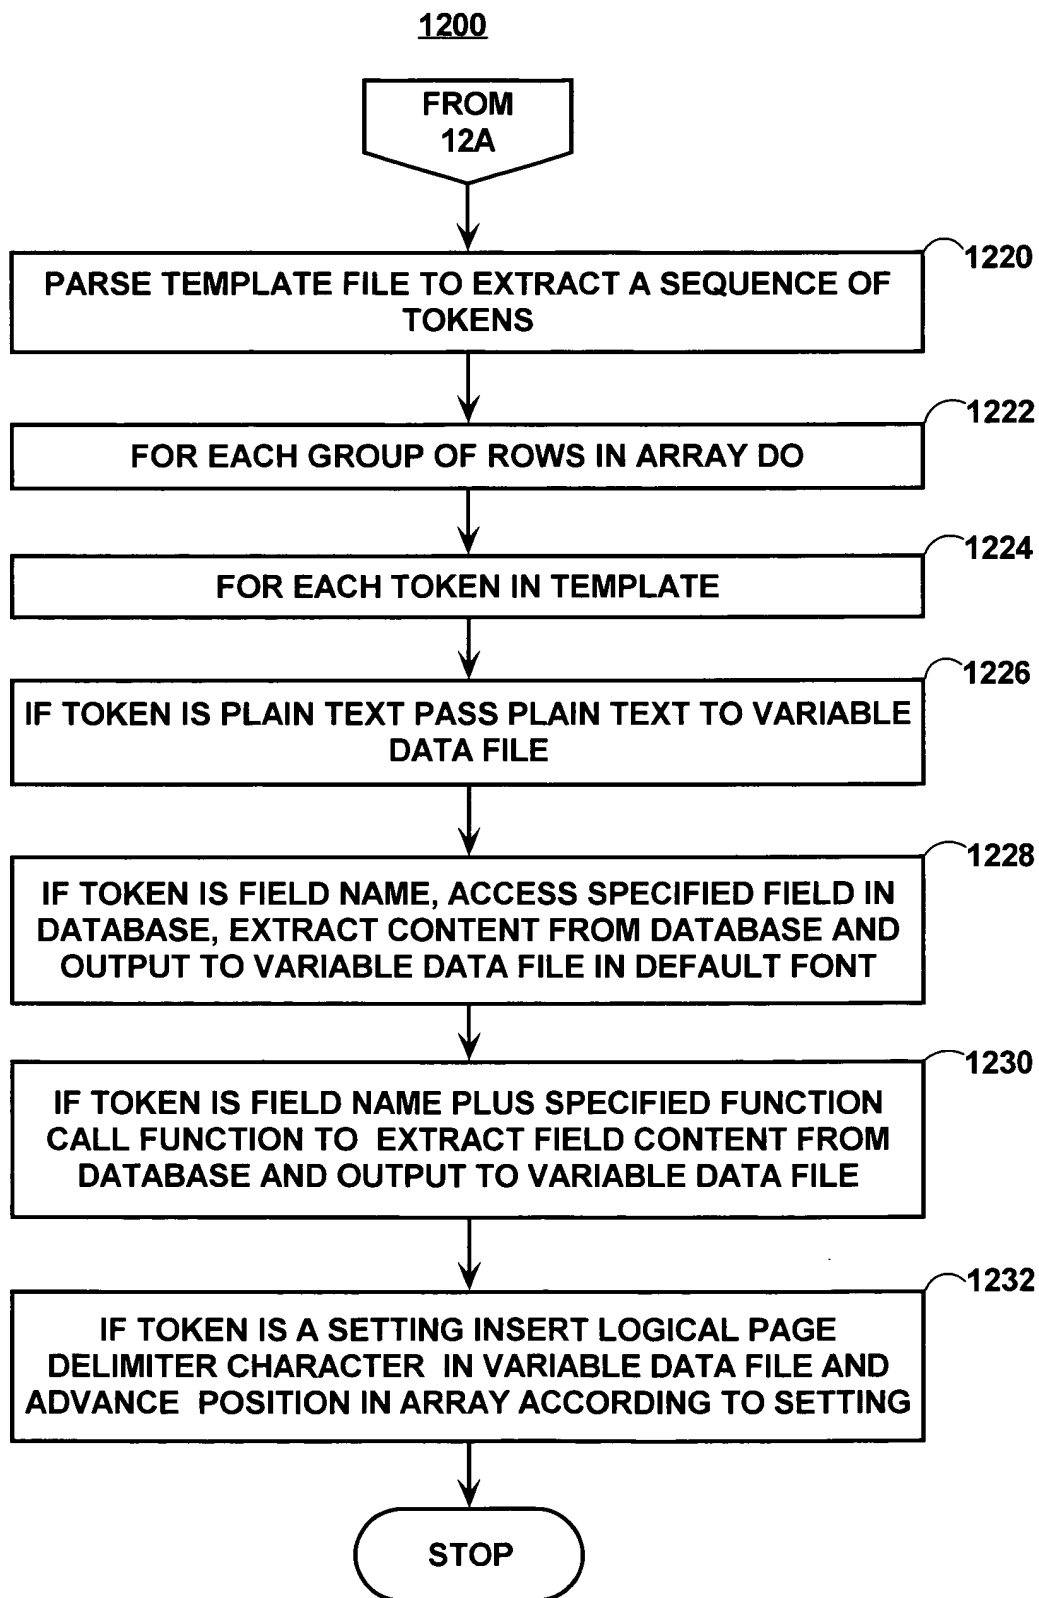 1200
FROM
12A
1220
PARSE TEMPLATE FILE TO EXTRACT A SEQUENCE OF
TOKENS
1222
FOR EACH GROUP OF ROWS IN ARRAY DO
1224
FOR EACH TOKEN IN TEMPLATE
1226
IF TOKEN IS PLAIN TEXT PASS PLAIN TEXT TO VARIABLE
DATA FILE
1228
IF TOKEN IS FIELD NAME, ACCESS SPECIFIED FIELD IN
DATABASE, EXTRACT CONTENT FROM DATABASE AND
OUTPUT TO VARIABLE DATA FILE IN DEFAULT FONT
1230
IF TOKEN IS FIELD NAME PLUS SPECIFIED FUNCTION
CALL FUNCTION TO EXTRACT FIELD CONTENT FROM
DATABASE AND OUTPUT TO VARIABLE DATA FILE
1232
IF TOKEN IS A SETTING INSERT LOGICAL PAGE
DELIMITER CHARACTER IN VARIABLE DATA FILE AND
ADVANCE POSITION IN ARRAY ACCORDING TO SETTING
STOP